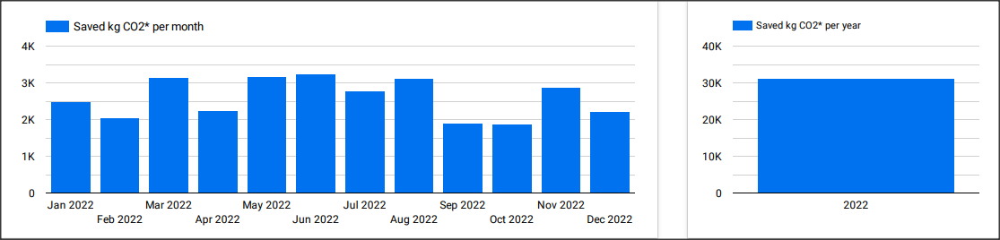 Saved kg CO2* per month
4K
3K
2K
1K
0
Jan 2022 Mar 2022 May 2022 Jul 2022 Sep 2022 Nov 2022
Feb 2022 Apr 2022 Jun 2022 Aug 2022 Oct 2022 Dec 2022
Saved kg CO2* per year
40K
30K
20K
10K
0
2022